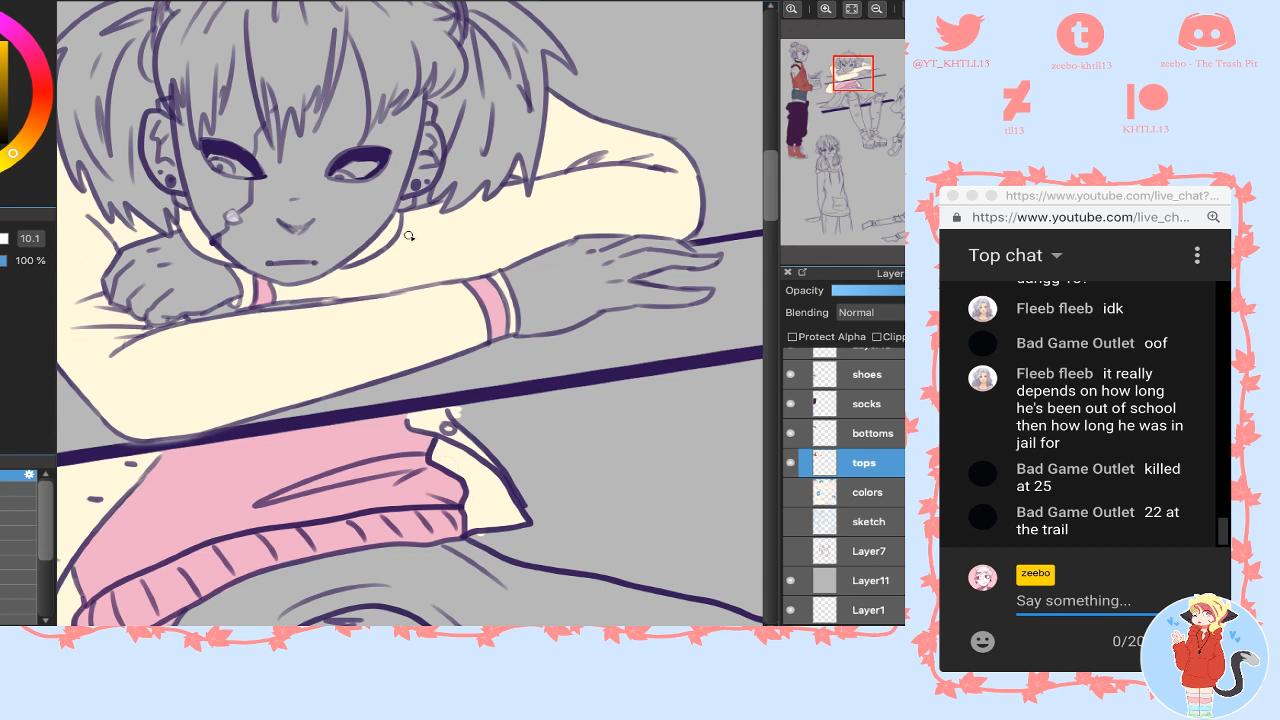 @YT_KHTLL13
zeebo-khtll13
zeebo - The Trash Pit
tll13
KHTLL13
10.1
100 %
Layer
Opacity
Blending Normal
Protect Alpha Clipp
shoes
socks
bottoms
tops
colors
sketch
Layer7
Layer11
Layer1
https://www.youtube.com/live_chat?...
https://www.youtube.com/live_ch...
Top chat
Fleeb fleeb idk
Bad Game Outlet oof
Fleeb fleeb it really
depends on how long
he's been out of school
then how long he was in
jail for
Bad Game Outlet killed
at 25
Bad Game Outlet 22 at
the trail
zeebo
Say something...
0/20